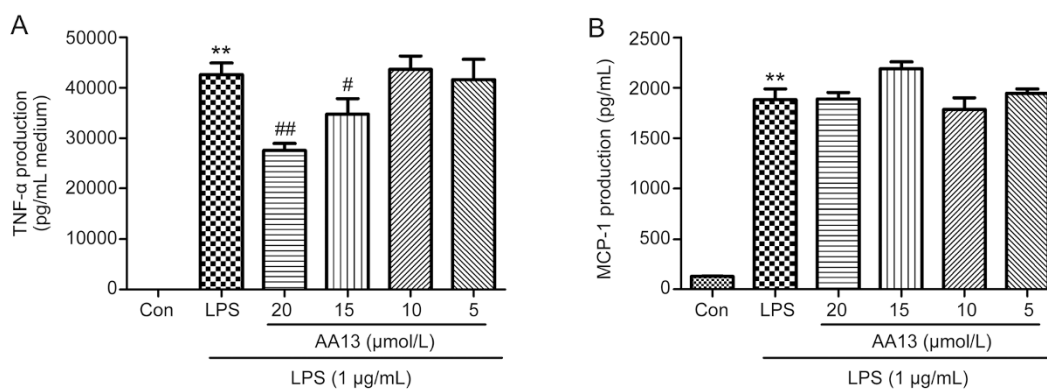 A
TNF-α production
(pg/mL medium)
50000
40000
30000
20000
10000
0
**
##
#
Con LPS 20 15 10 5
AA13 (μmol/L)
LPS (1 μg/mL)
B
MCP-1 production (pg/mL)
2500
2000
1500
1000
500
0
**
Con LPS 20 15 10 5
AA13 (μmol/L)
LPS (1 μg/mL)